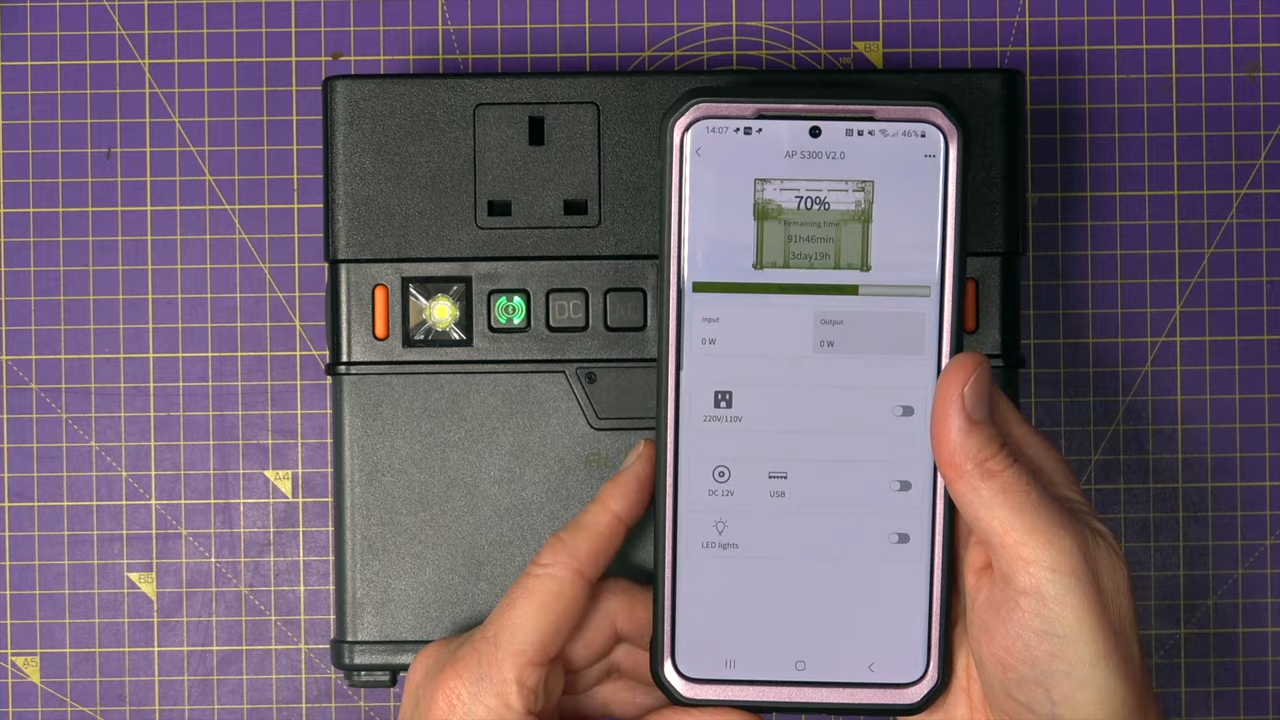 B3
100
14:07 46%
AP S300 V2.0
70%
Remaining time
91h46min
3day19h
Input
0 W
Output
0 W
220V/110V
DC 12V
USB
LED lights
DC
A4
B5
A5